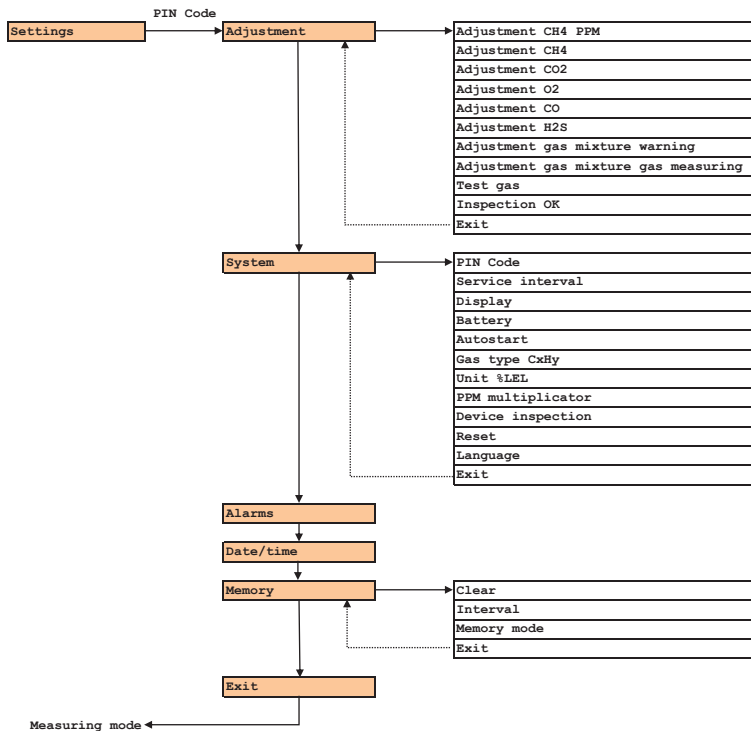 PIN Code
Settings
Adjustment
Adjustment CH4 PPM
Adjustment CH4
Adjustment CO2
Adjustment O2
Adjustment CO
Adjustment H2S
Adjustment gas mixture warning
Adjustment gas mixture gas measuring
Test gas
Inspection OK
Exit
System
PIN Code
Service interval
Display
Battery
Autostart
Gas type CxHy
Unit %LEL
PPM multiplicator
Device inspection
Reset
Language
Exit
Alarms
Date/time
Memory
Clear
Interval
Memory mode
Exit
Exit
Measuring mode